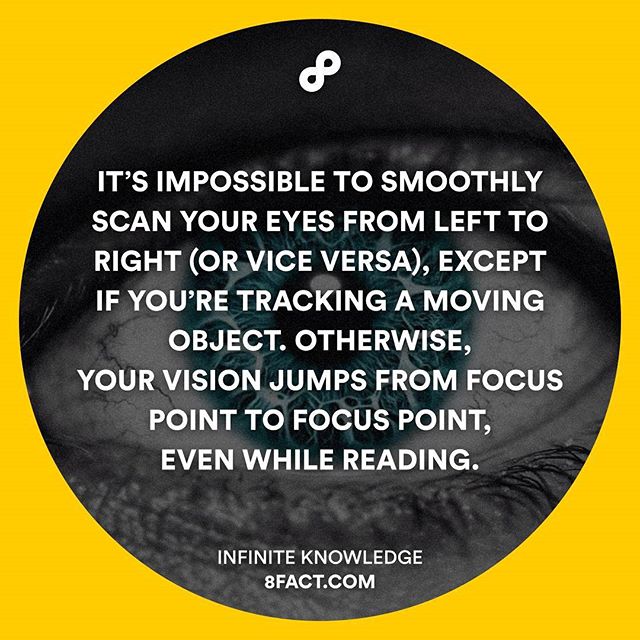 IT'S IMPOSSIBLE TO SMOOTHLY
SCAN YOUR EYES FROM LEFT TO
RIGHT (OR VICE VERSA), EXCEPT
IF YOU'RE TRACKING A MOVING
OBJECT. OTHERWISE,
YOUR VISION JUMPS FROM FOCUS
POINT TO FOCUS POINT,
EVEN WHILE READING.
INFINITE KNOWLEDGE
8FACT.COM